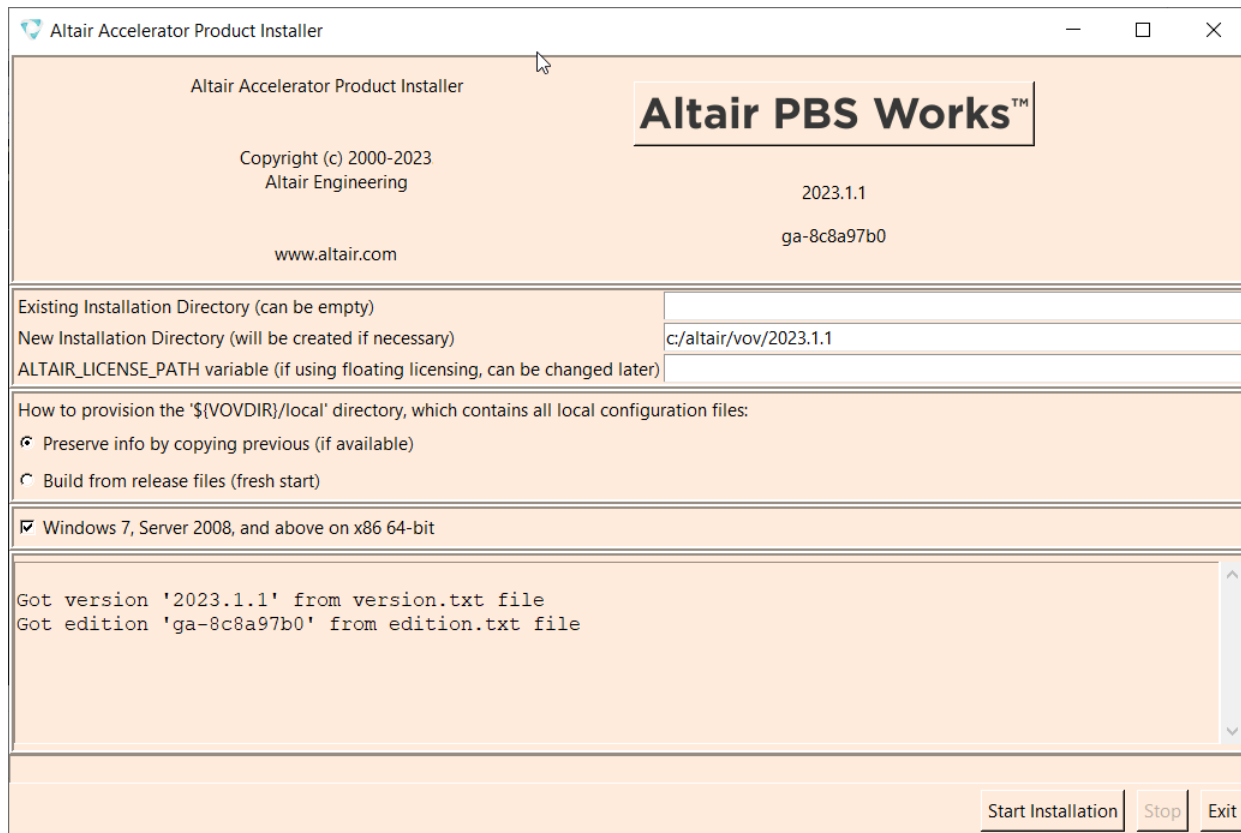 Altair Accelerator Product Installer
Altair Accelerator Product Installer
Copyright (c) 2000-2023
Altair Engineering
www.altair.com
Altair PBS Works™
2023.1.1
ga-8c8a97b0
Existing Installation Directory (can be empty)
New Installation Directory (will be created if necessary) c:/altair/vov/2023.1.1
ALTAIR_LICENSE_PATH variable (if using floating licensing, can be changed later)
How to provision the '${VOVDIR}/local' directory, which contains all local configuration files:
Preserve info by copying previous (if available)
Build from release files (fresh start)
Windows 7, Server 2008, and above on x86 64-bit
Got version '2023.1.1' from version.txt file
Got edition 'ga-8c8a97b0' from edition.txt file
Start Installation Stop Exit